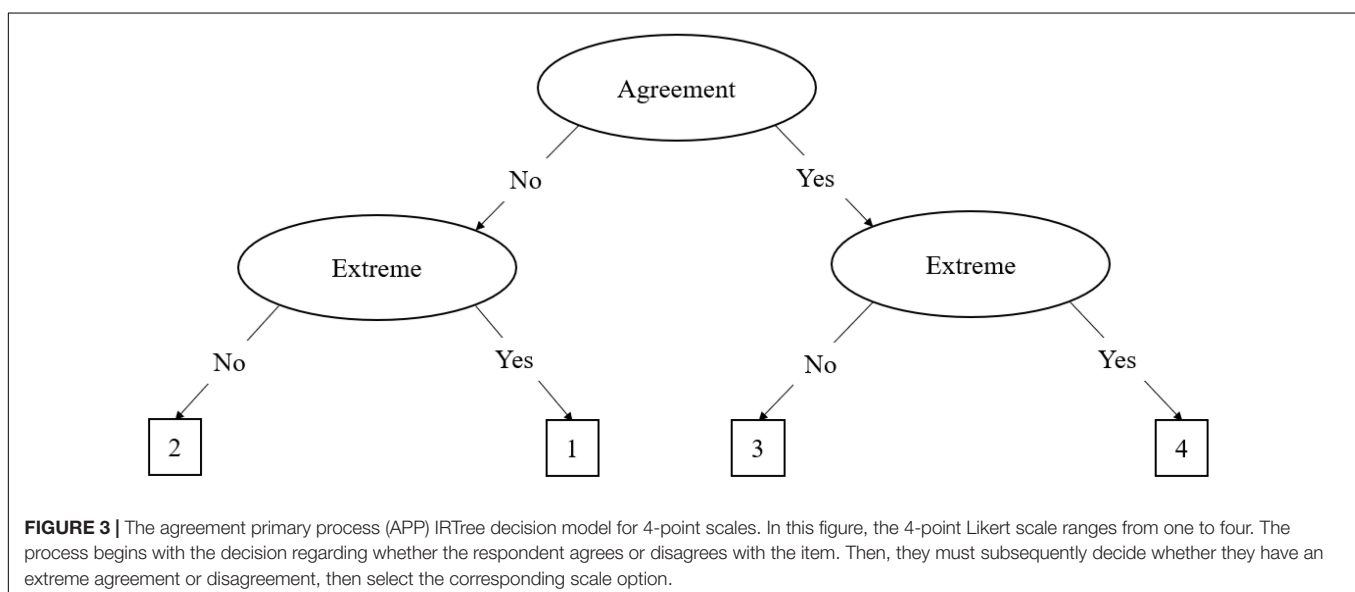 Agreement
No
Yes
Extreme
Extreme
No
Yes
No
Yes
2
1
3
4
FIGURE 3 | The agreement primary process (APP) IRTree decision model for 4-point scales. In this figure, the 4-point Likert scale ranges from one to four. The
process begins with the decision regarding whether the respondent agrees or disagrees with the item. Then, they must subsequently decide whether they have an
extreme agreement or disagreement, then select the corresponding scale option.